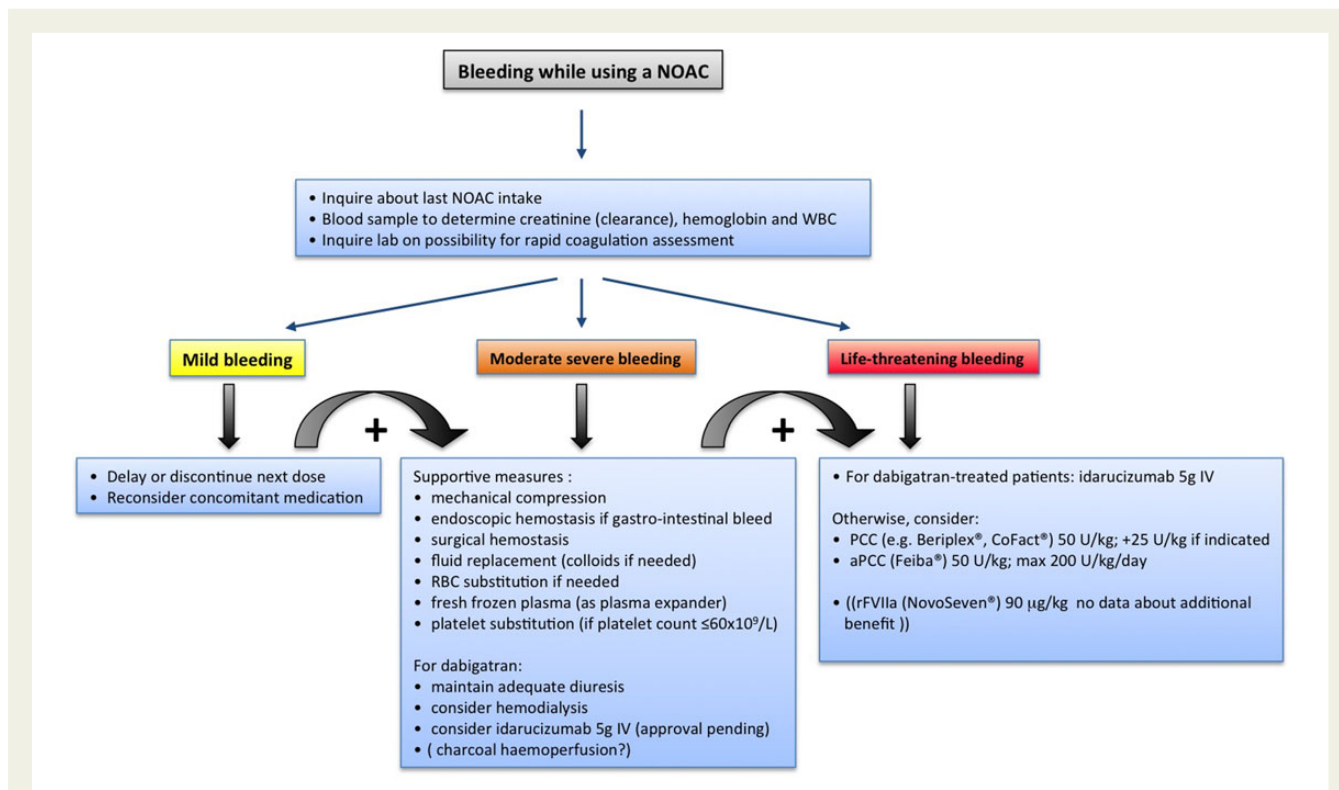 Bleeding while using a NOAC
• Inquire about last NOAC intake
• Blood sample to determine creatinine (clearance), hemoglobin and WBC
• Inquire lab on possibility for rapid coagulation assessment
Mild bleeding
Moderate severe bleeding
Life-threatening bleeding
+
+
• Delay or discontinue next dose
• Reconsider concomitant medication
Supportive measures :
• mechanical compression
• endoscopic hemostasis if gastro-intestinal bleed
• surgical hemostasis
• fluid replacement (colloids if needed)
• RBC substitution if needed
• fresh frozen plasma (as plasma expander)
• platelet substitution (if platelet count ≤60x10⁹/L)
For dabigatran:
• maintain adequate diuresis
• consider hemodialysis
• consider idarucizumab 5g IV (approval pending)
• ( charcoal haemoperfusion?)
• For dabigatran-treated patients: idarucizumab 5g IV
Otherwise, consider:
• PCC (e.g. Beriplex®, CoFact®) 50 U/kg; +25 U/kg if indicated
• aPCC (Feiba®) 50 U/kg; max 200 U/kg/day
• ((rFVIIa (NovoSeven®) 90 μg/kg no data about additional
benefit ))